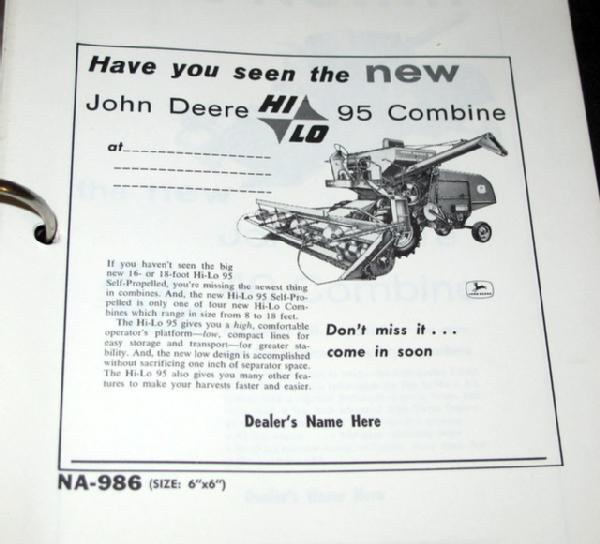 Have you seen the new
John Deere HI LO 95 Combine
at
If you haven't seen the big
new 16- or 18-foot Hi-Lo 95
Self-Propelled, you're missing the newest thing
in combines. And, the new Hi-Lo 95 Self-Pro-
pelled is only one of four new Hi-Lo Com-
bines which range in size from 8 to 18 feet.
The Hi-Lo 95 gives you a high, comfortable
operator's platform—low, compact lines for
easy storage and transport—for greater sta-
bility. And, the new low design is accomplished
without sacrificing one inch of separator space.
The Hi-Lo 95 also gives you many other fea-
tures to make your harvests faster and easier.
Don't miss it . . .
come in soon
Dealer's Name Here
NA-986 (SIZE: 6"x6")